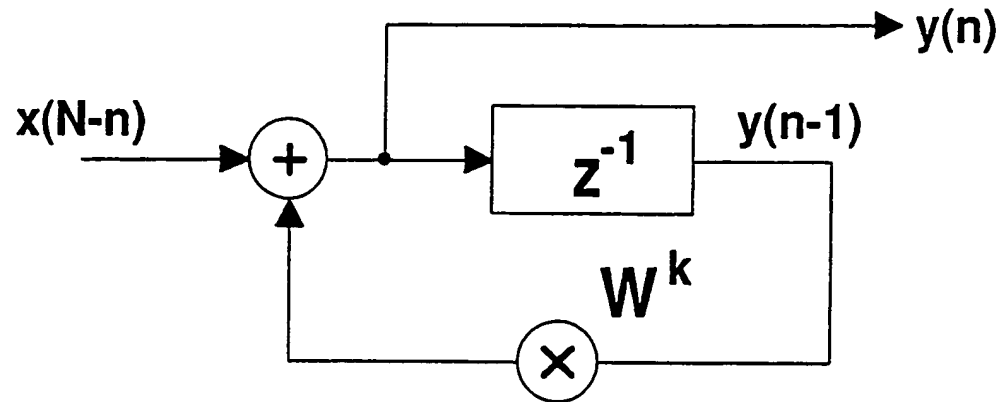 y(n)
x(N-n)
+
z⁻¹
y(n-1)
Wᵏ
×